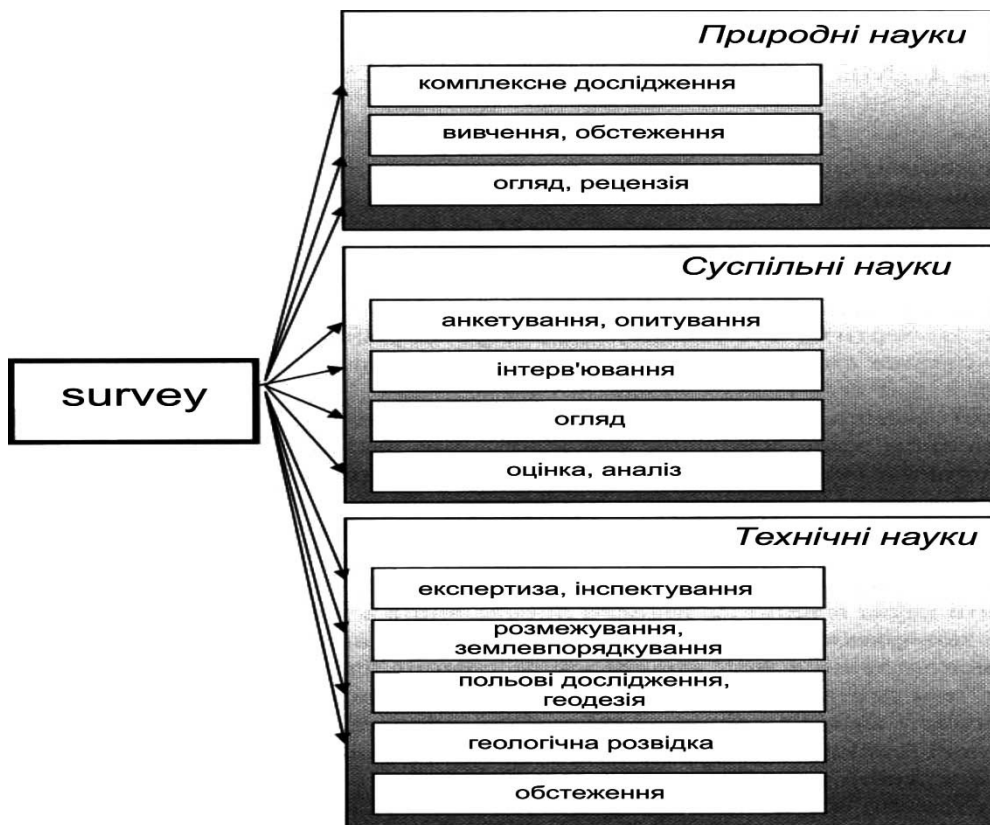 Природні науки
комплексне дослідження
вивчення, обстеження
огляд, рецензія
Суспільні науки
анкетування, опитування
інтерв'ювання
огляд
оцінка, аналіз
survey
Технічні науки
експертиза, інспектування
розмежування,
землевпорядкування
польові дослідження,
геодезія
геологічна розвідка
обстеження